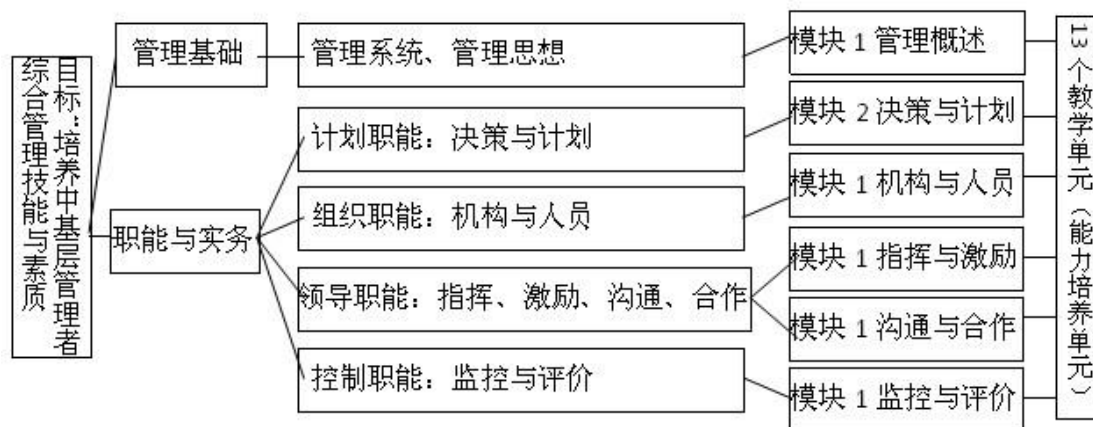 目标：培养中基层管理者
综合管理技能与素质
管理基础
职能与实务
管理系统、管理思想
计划职能：决策与计划
组织职能：机构与人员
领导职能：指挥、激励、沟通、合作
控制职能：监控与评价
模块 1 管理概述
模块 2 决策与计划
模块 1 机构与人员
模块 1 指挥与激励
模块 1 沟通与合作
模块 1 监控与评价
13 个教学单元（能力培养单元）